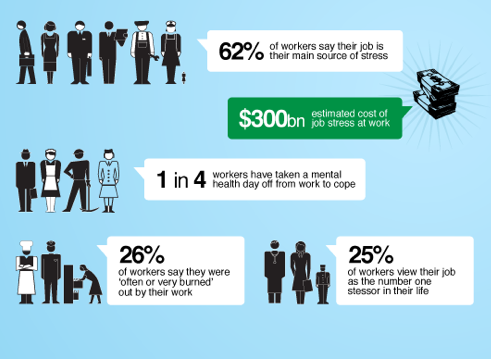 62% of workers say their job is
their main source of stress
$300bn estimated cost of
job stress at work
1 in 4 workers have taken a mental
health day off from work to cope
26%
of workers say they were
'often or very burned'
out by their work
25%
of workers view their job
as the number one
stessor in their life